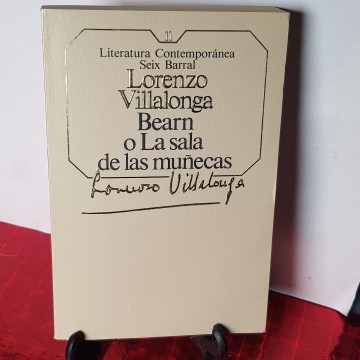 11
Literatura Contemporánea
Seix Barral
Lorenzo
Villalonga
Bearn
o La sala
de las muñecas
Lorenzo Villalonga